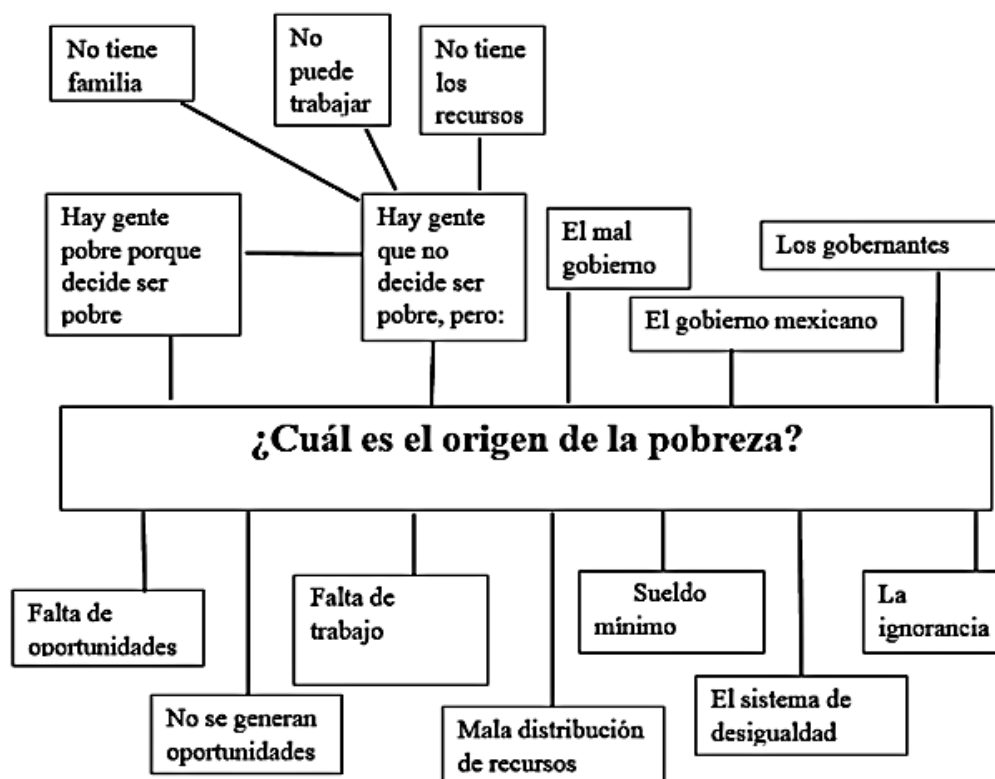 No tiene
familia
No
puede
trabajar
No tiene
los
recursos
Hay gente
pobre porque
decide ser
pobre
Hay gente
que no
decide ser
pobre, pero:
El mal
gobierno
Los gobernantes
El gobierno mexicano
¿Cuál es el origen de la pobreza?
Falta de
oportunidades
No se generan
oportunidades
Falta de
trabajo
Mala distribución
de recursos
Sueldo
mínimo
El sistema de
desigualdad
La
ignorancia